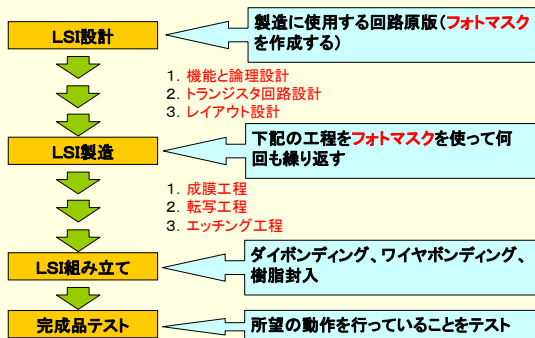 LSI設計
製造に使用する回路原版(フォトマスク
を作成する)
1. 機能と論理設計
2. トランジスタ回路設計
3. レイアウト設計
LSI製造
下記の工程をフォトマスクを使って何
回も繰り返す
1. 成膜工程
2. 転写工程
3. エッチング工程
LSI組み立て
ダイボンディング、ワイヤボンディング、
樹脂封入
完成品テスト
所望の動作を行っていることをテスト